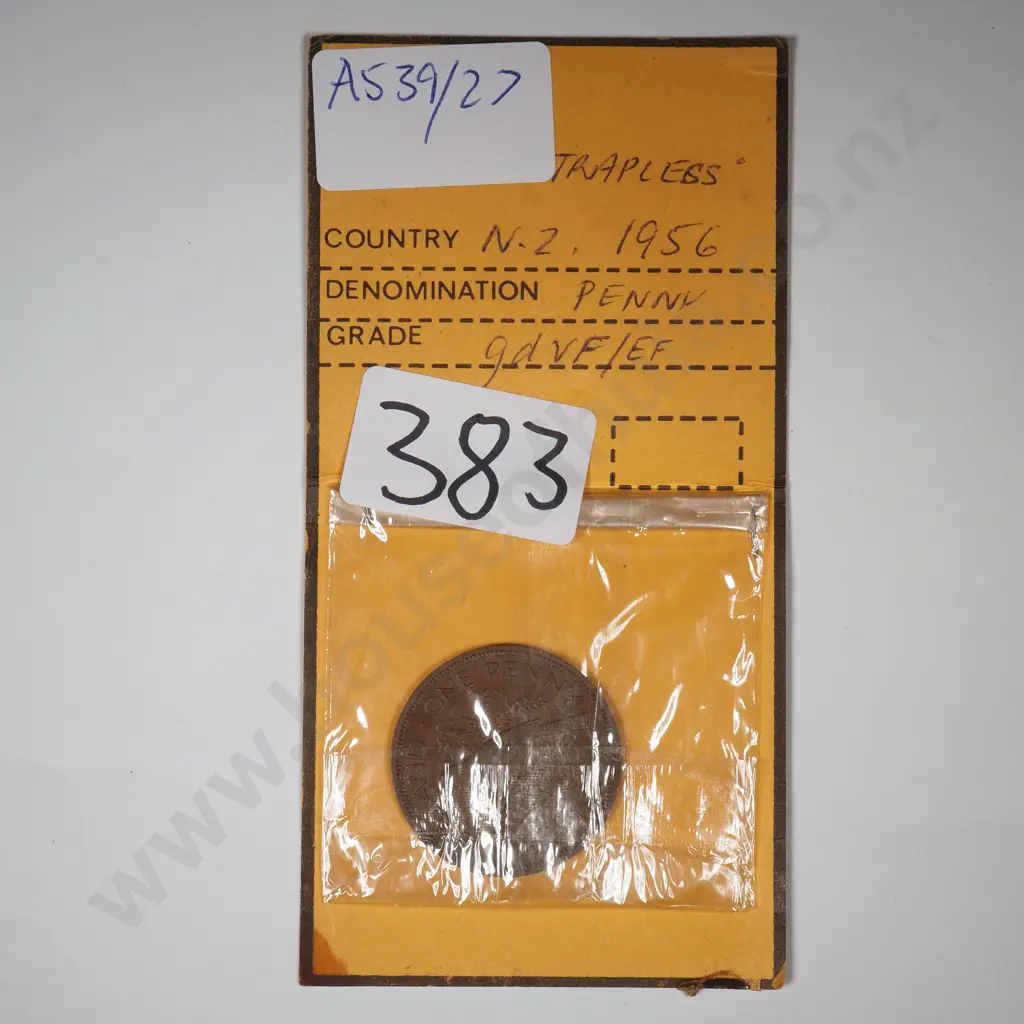 A539/27
TRAPLESS"
COUNTRY N.Z. 1956
DENOMINATION PENNY
GRADE gdVF/EF
383
ONE PENNY